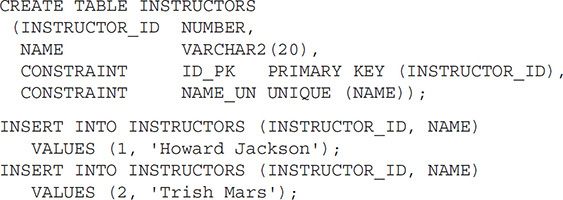 CREATE TABLE INSTRUCTORS
(INSTRUCTOR_ID NUMBER,
NAME VARCHAR2(20),
CONSTRAINT ID_PK PRIMARY KEY (INSTRUCTOR_ID),
CONSTRAINT NAME_UN UNIQUE (NAME));
INSERT INTO INSTRUCTORS (INSTRUCTOR_ID, NAME)
VALUES (1, 'Howard Jackson');
INSERT INTO INSTRUCTORS (INSTRUCTOR_ID, NAME)
VALUES (2, 'Trish Mars');